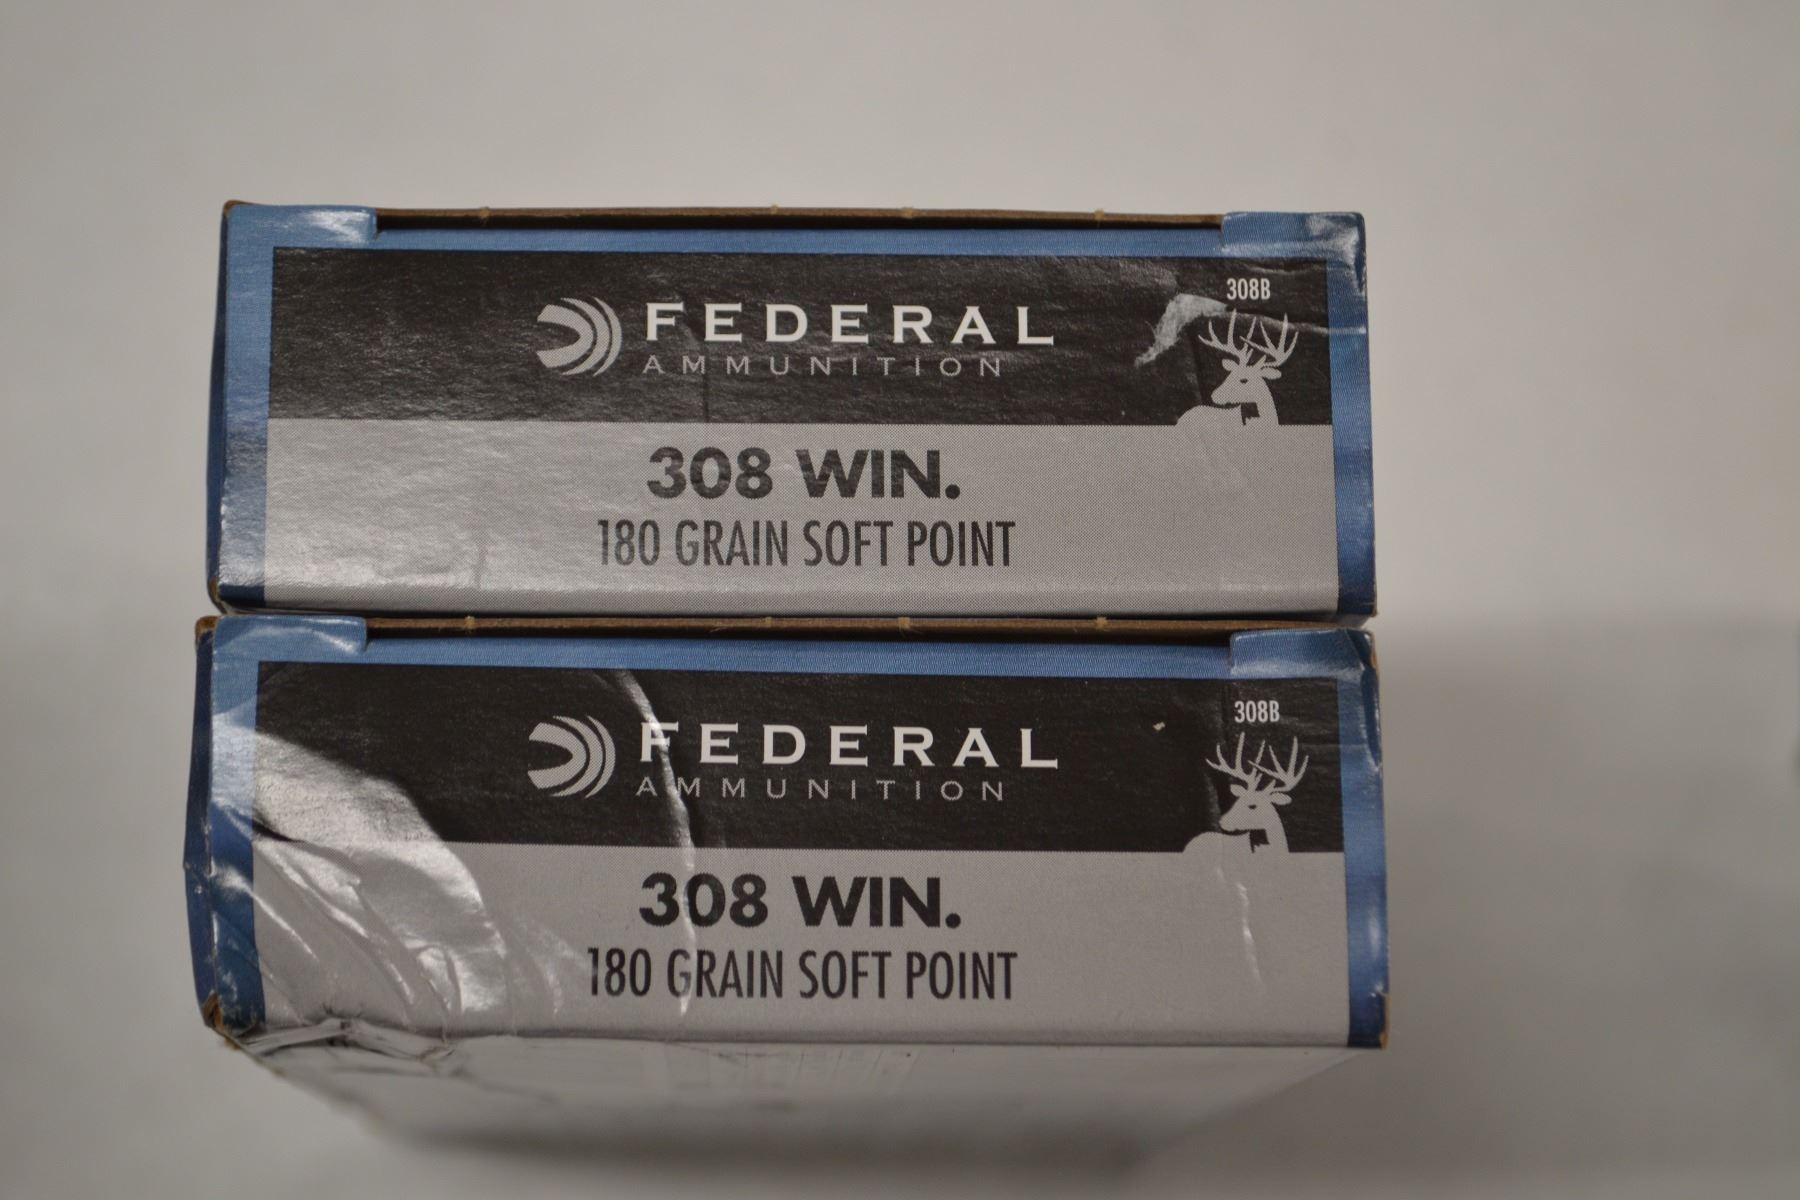 308B
FEDERAL
AMMUNITION
308 WIN.
180 GRAIN SOFT POINT
308B
FEDERAL
AMMUNITION
308 WIN.
180 GRAIN SOFT POINT